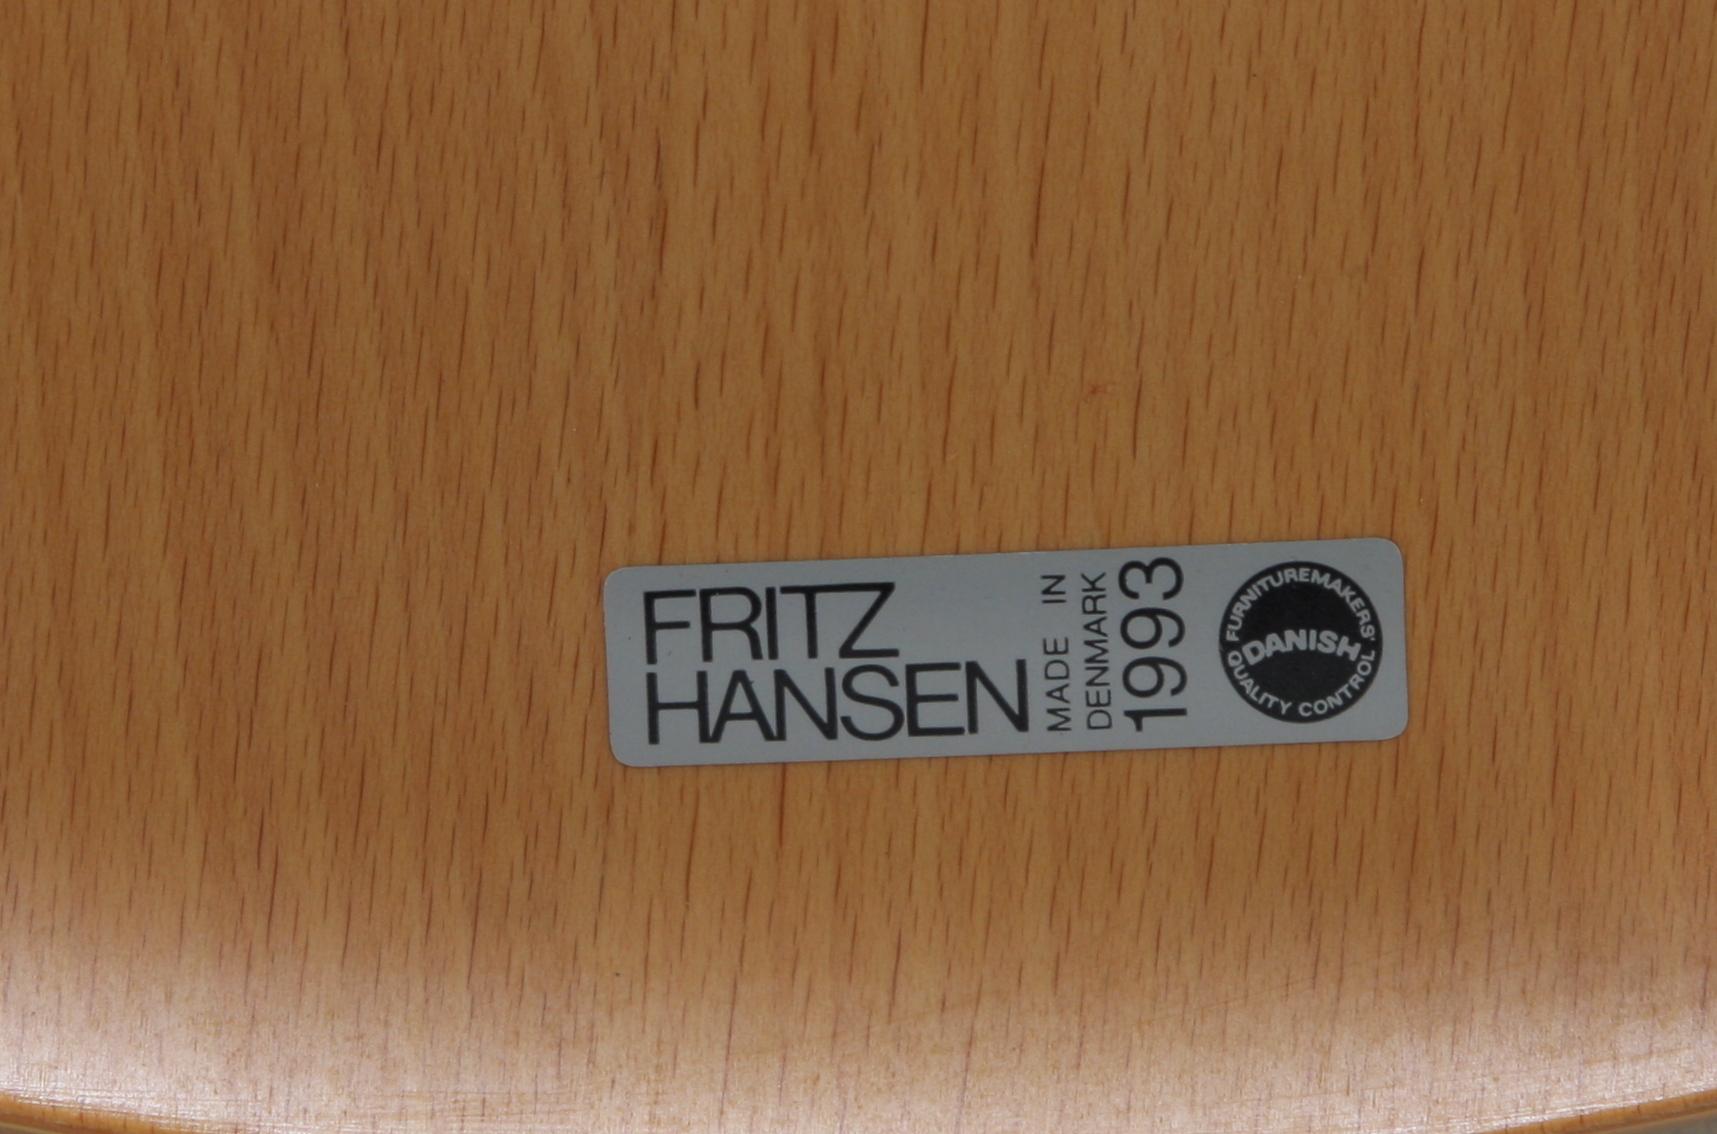 FRITZ
HANSEN
MADE IN
DENMARK
1993
FURNITUREMAKERS'
DANISH
QUALITY CONTROL